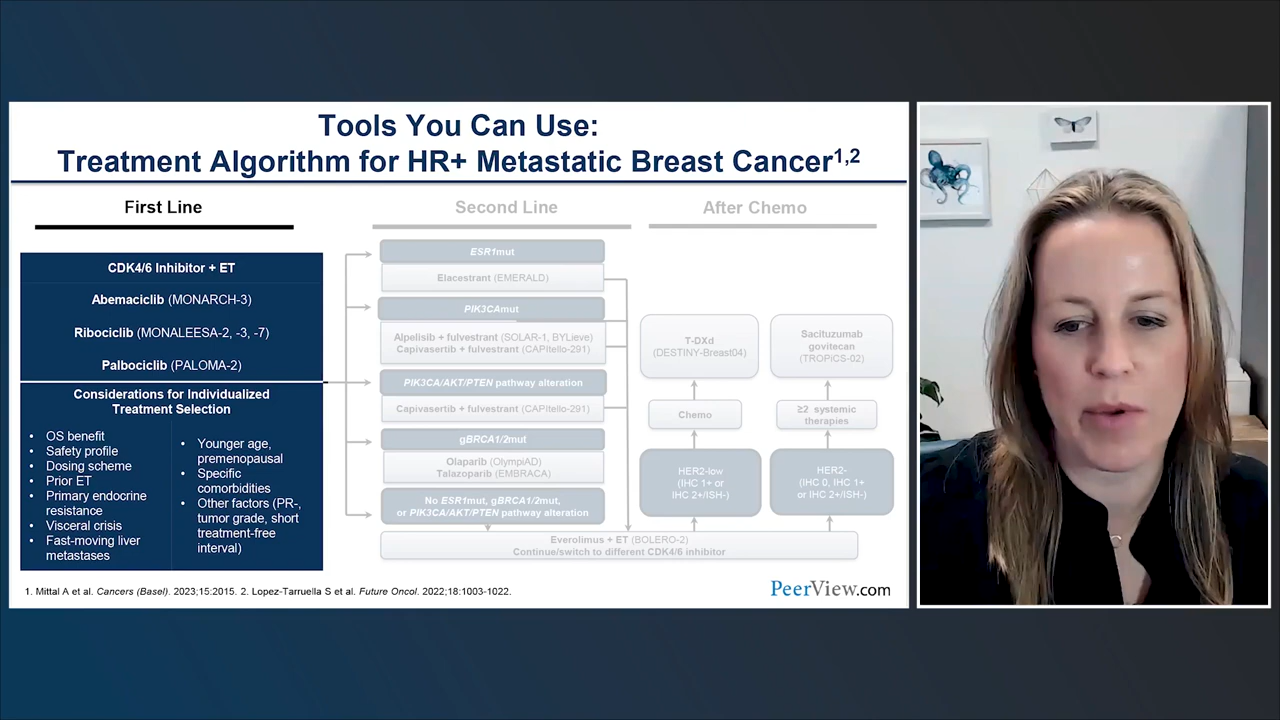 Tools You Can Use:
Treatment Algorithm for HR+ Metastatic Breast Cancer1,2
First Line
Second Line
After Chemo
CDK4/6 Inhibitor + ET
Abemaciclib (MONARCH-3)
Ribociclib (MONALEESA-2, -3, -7)
Palbociclib (PALOMA-2)
Considerations for Individualized
Treatment Selection
• OS benefit
• Safety profile
• Dosing scheme
• Prior ET
• Primary endocrine
resistance
• Visceral crisis
• Fast-moving liver
metastases
• Younger age,
premenopausal
• Specific
comorbidities
• Other factors (PR-,
tumor grade, short
treatment-free
interval)
ESR1mut
Elacestrant (EMERALD)
PIK3CAmut
Alpelisib + fulvestrant (SOLAR-1, BYLieve)
Capivasertib + fulvestrant (CAPItello-291)
PIK3CA/AKT/PTEN pathway alteration
Capivasertib + fulvestrant (CAPItello-291)
gBRCA1/2mut
Olaparib (OlympiAD)
Talazoparib (EMBRACA)
No ESR1mut, gBRCA1/2mut,
or PIK3CA/AKT/PTEN pathway alteration
Everolimus + ET (BOLERO-2)
Continue/switch to different CDK4/6 inhibitor
T-DXd
(DESTINY-Breast04)
Chemo
HER2-low
(IHC 1+ or
IHC 2+/ISH-)
Sacituzumab
govitecan
(TROPiCS-02)
≥2 systemic
therapies
HER2-
(IHC 0, IHC 1+
or IHC 2+/ISH-)
1. Mittal A et al. Cancers (Basel). 2023;15:2015. 2. Lopez-Tarruella S et al. Future Oncol. 2022;18:1003-1022.
PeerView.com